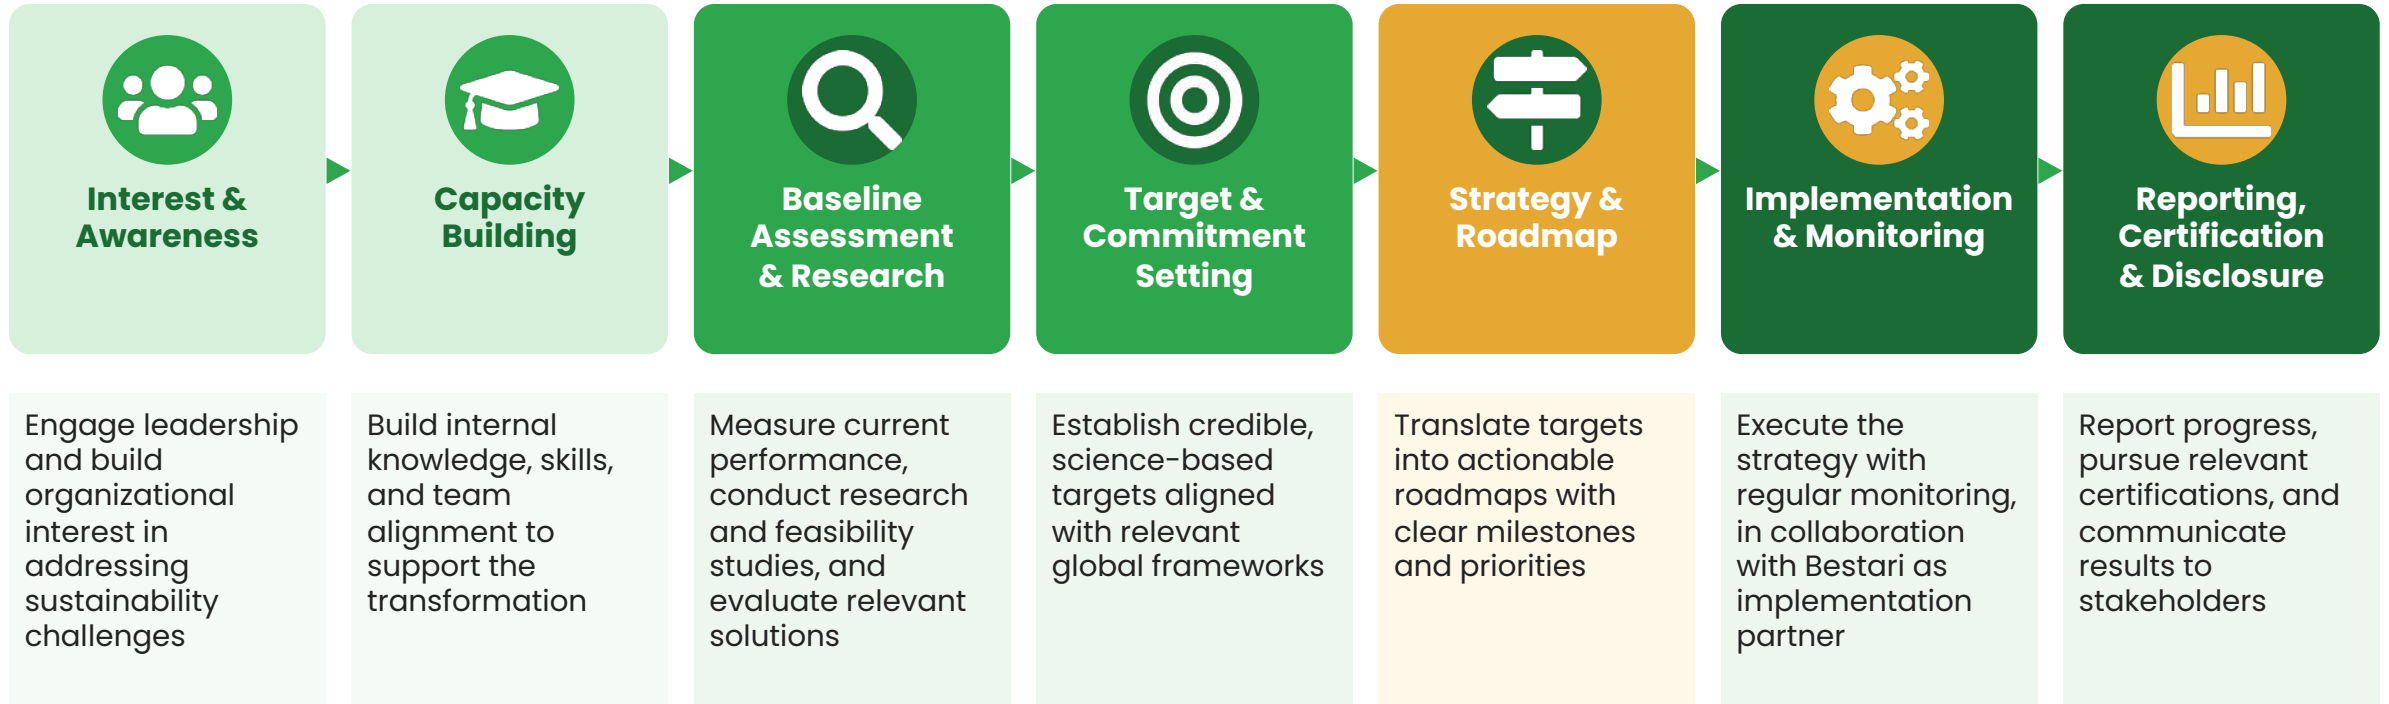 Interest &
Awareness
Capacity
Building
Baseline
Assessment
& Research
Target &
Commitment
Setting
Strategy &
Roadmap
Implementation
& Monitoring
Reporting,
Certification
& Disclosure
Engage leadership
and build
organizational
interest in
addressing
sustainability
challenges
Build internal
knowledge, skills,
and team
alignment to
support the
transformation
Measure current
performance,
conduct research
and feasibility
studies, and
evaluate relevant
solutions
Establish credible,
science-based
targets aligned
with relevant
global frameworks
Translate targets
into actionable
roadmaps with
clear milestones
and priorities
Execute the
strategy with
regular monitoring,
in collaboration
with Bestari as
implementation
partner
Report progress,
pursue relevant
certifications, and
communicate
results to
stakeholders